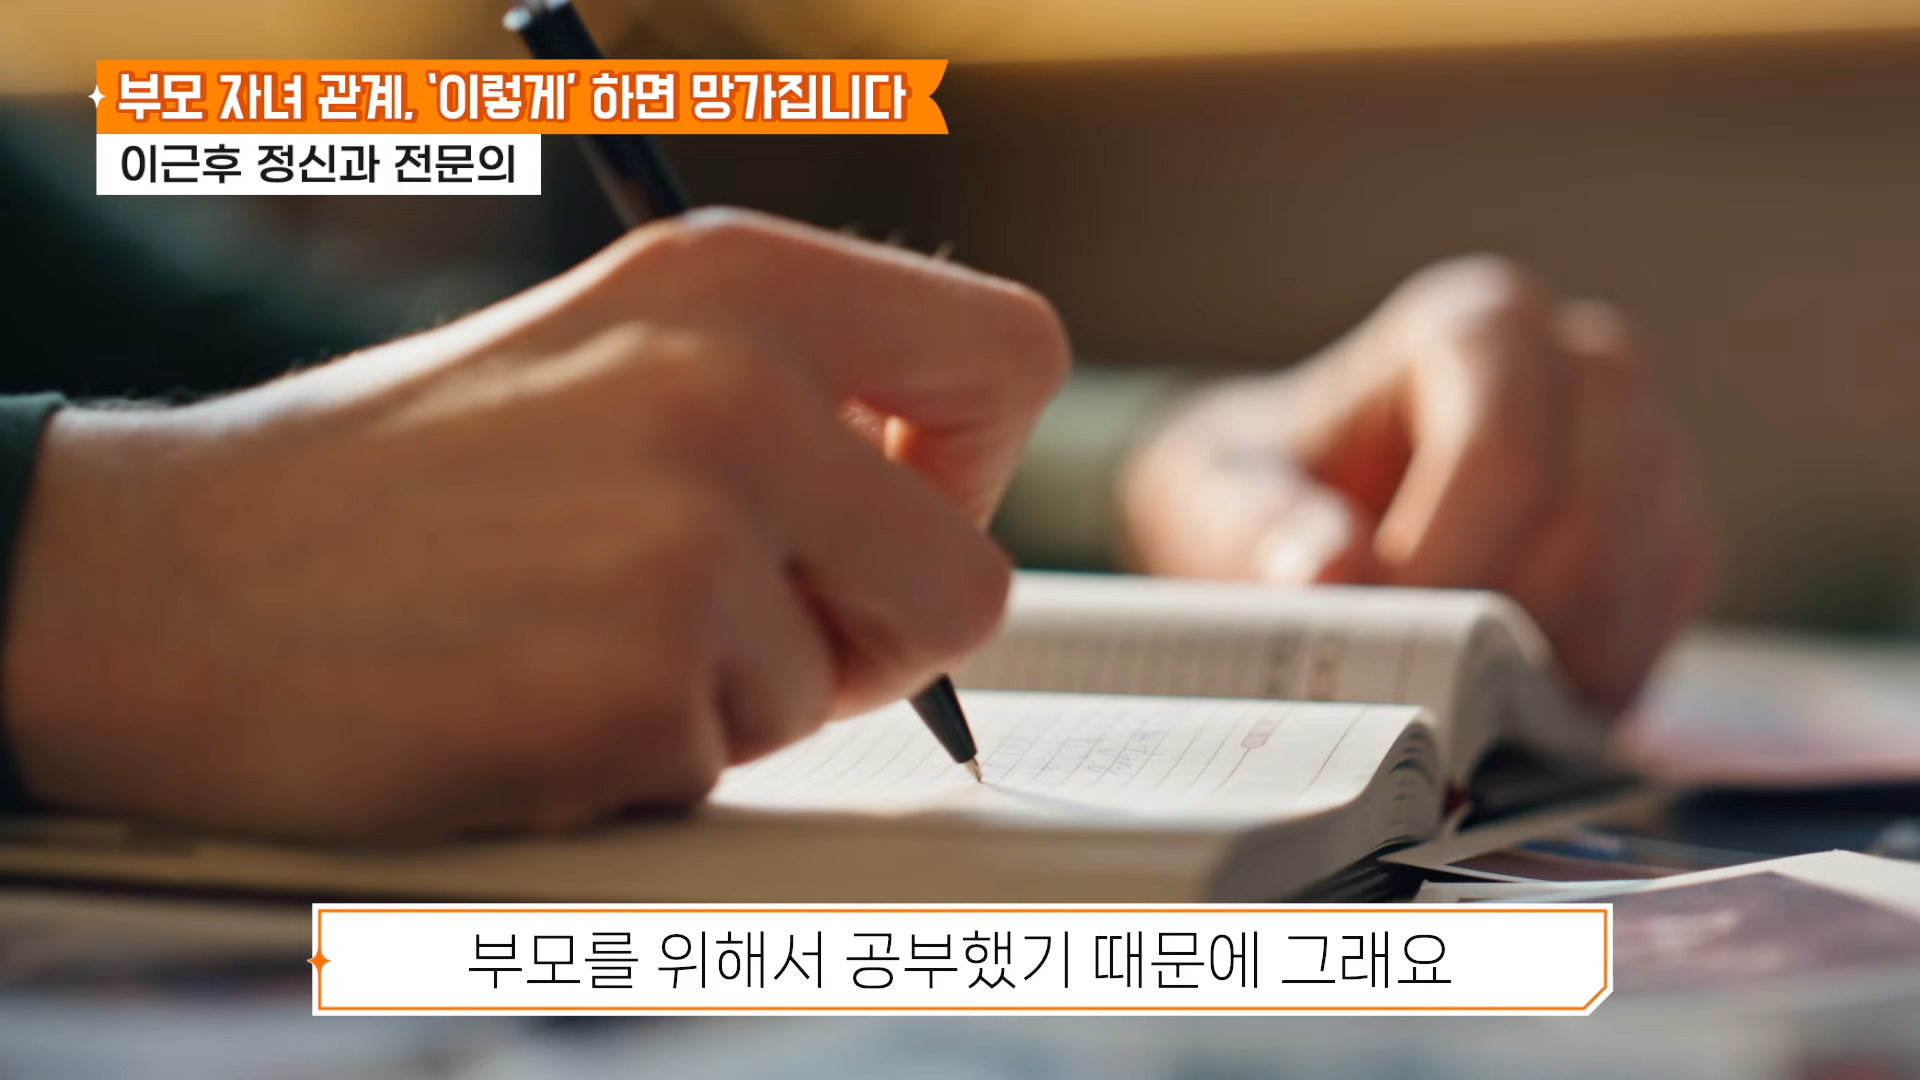 부모 자녀 관계, ‘이렇게’ 하면 망가집니다
이근후 정신과 전문의
부모를 위해서 공부했기 때문에 그래요